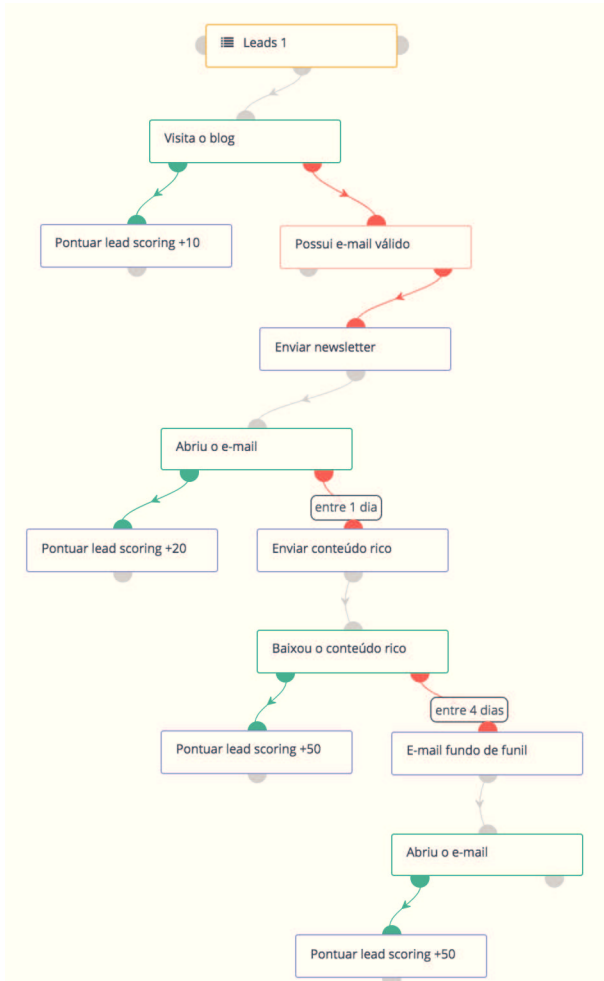 Leads 1
Visita o blog
Pontuar lead scoring +10
Possui e-mail válido
Enviar newsletter
Abriu o e-mail
entre 1 dia
Pontuar lead scoring +20
Enviar conteúdo rico
Baixou o conteúdo rico
entre 4 dias
Pontuar lead scoring +50
E-mail fundo de funil
Abriu o e-mail
Pontuar lead scoring +50